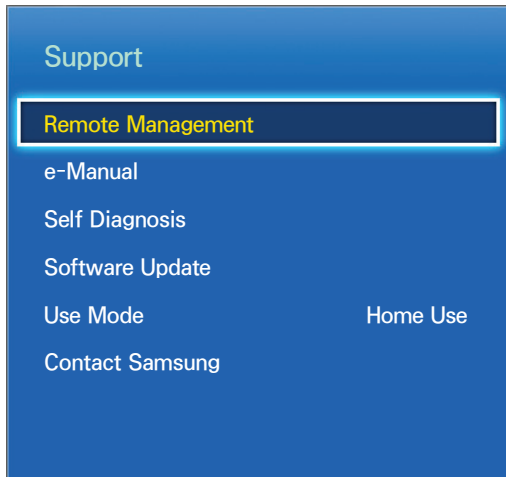 Support
Remote Management
e-Manual
Self Diagnosis
Software Update
Use Mode Home Use
Contact Samsung